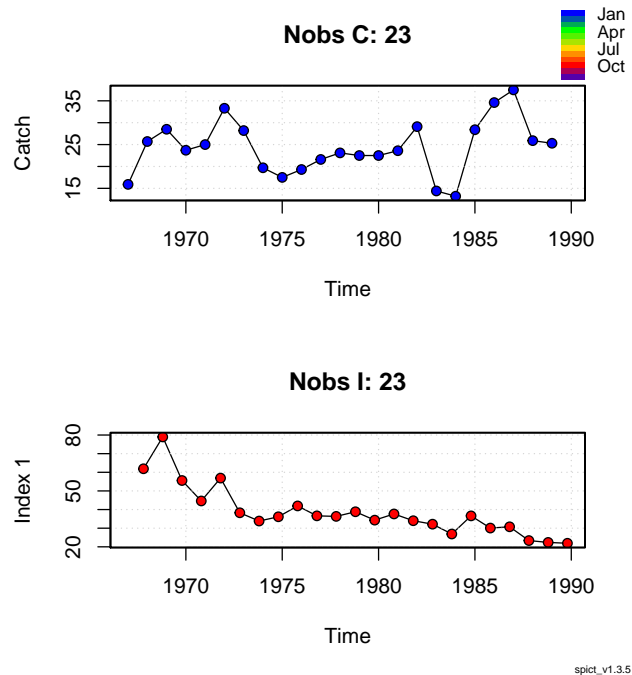 Nobs C: 23
Jan
Apr
Jul
Oct
Catch
35
25
15
1970 1975 1980 1985 1990
Time
Nobs I: 23
Index 1
80
50
20
1970 1975 1980 1985 1990
Time
spict_v1.3.5